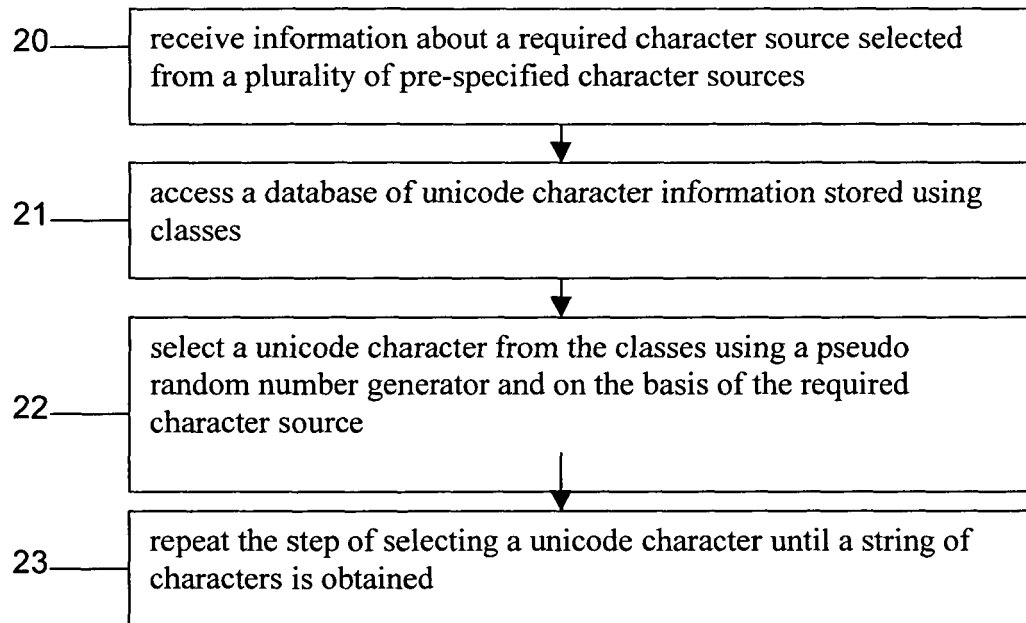 20
receive information about a required character source selected
from a plurality of pre-specified character sources
21
access a database of unicode character information stored using
classes
22
select a unicode character from the classes using a pseudo
random number generator and on the basis of the required
character source
23
repeat the step of selecting a unicode character until a string of
characters is obtained